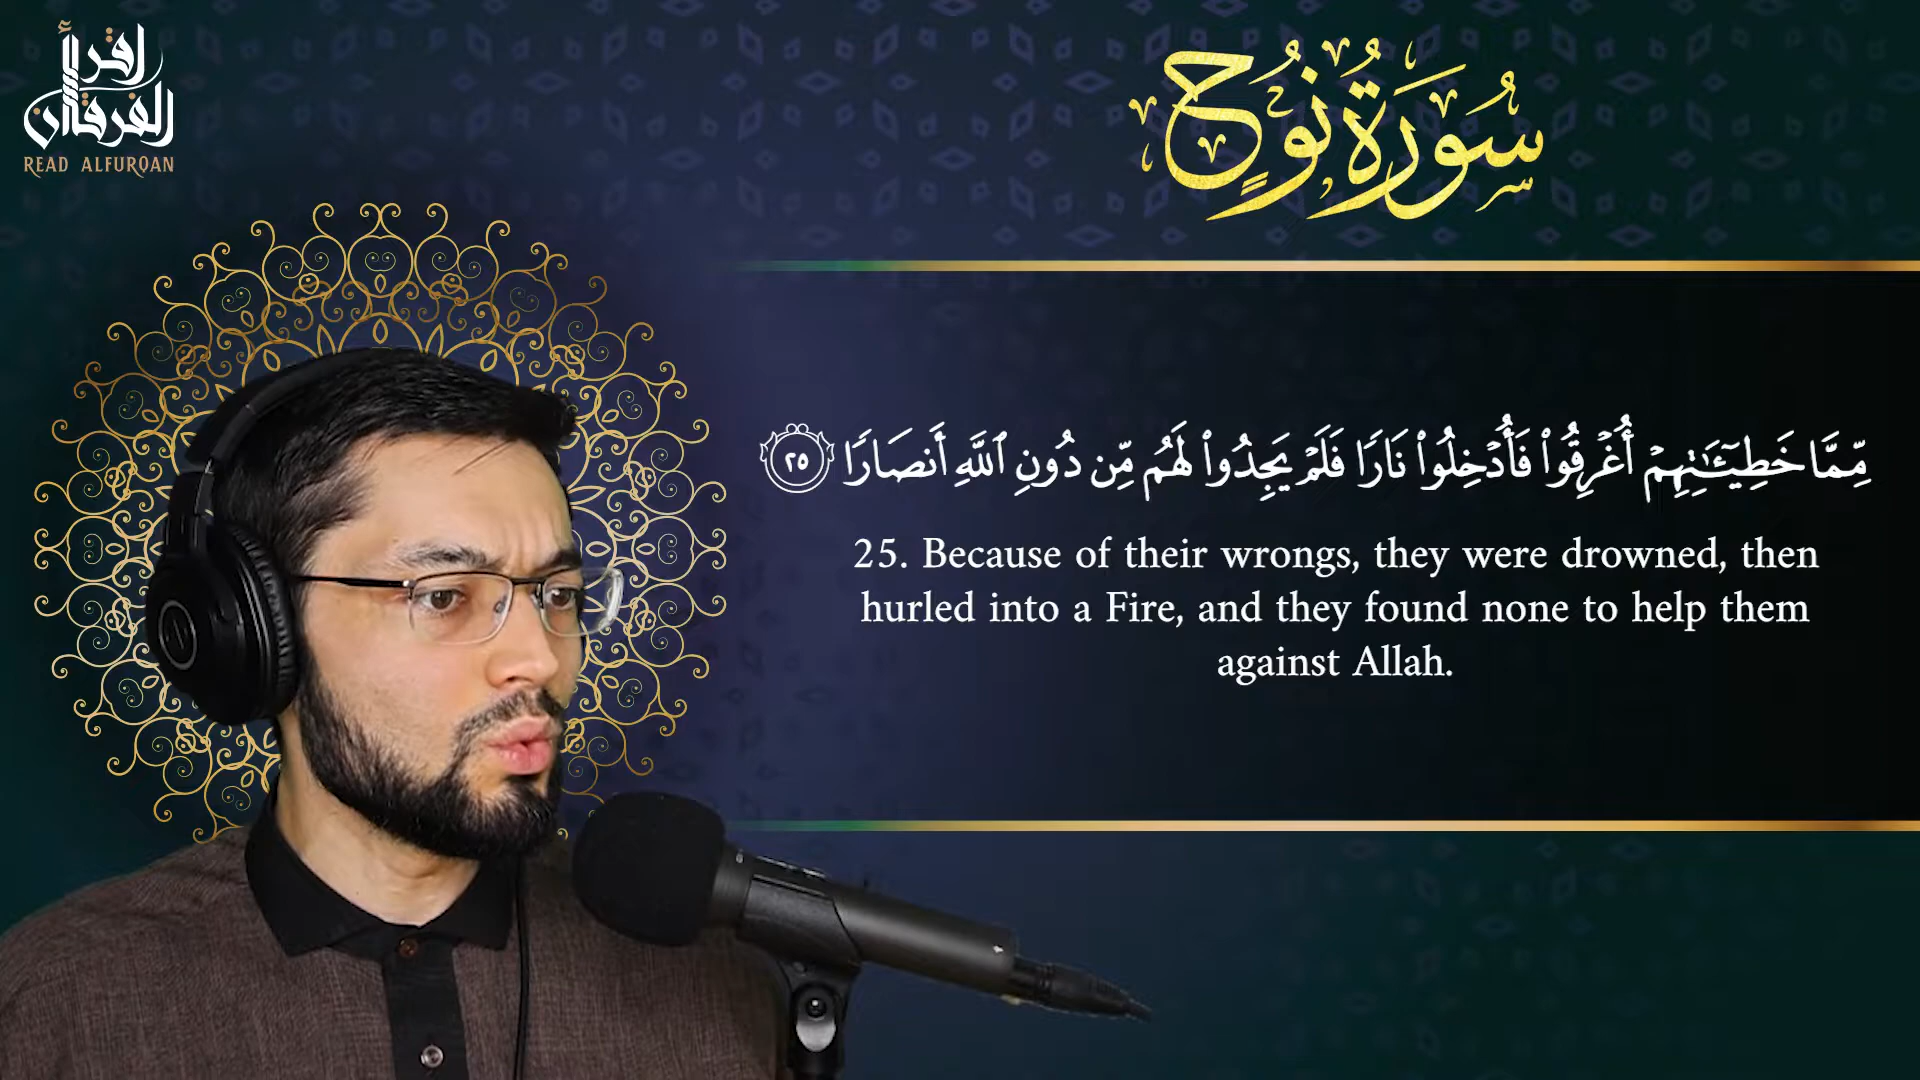 اقرأ
الفرقان
READ ALFURQAN
سُورَةُ نُوحٍ
مِّمَّا خَطِيٓـَٰٔتِهِمْ أُغْرِقُوا۟ فَأُدْخِلُوا۟ نَارًا فَلَمْ يَجِدُوا۟ لَهُم مِّن دُونِ ٱللَّهِ أَنصَارًا ٢٥
25. Because of their wrongs, they were drowned, then
hurled into a Fire, and they found none to help them
against Allah.